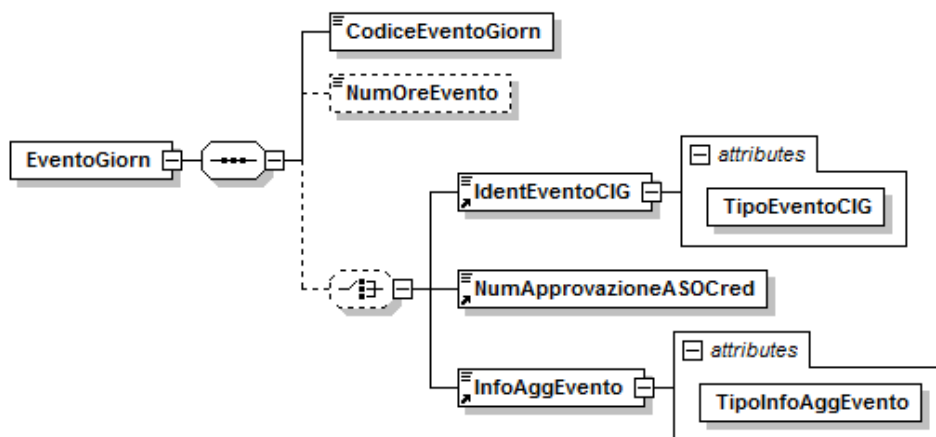 CodiceEventoGiorn
NumOreEvento
EventoGiorn
attributes
IdentEventoCIG
TipoEventoCIG
NumApprovazioneASOCred
attributes
InfoAggEvento
TipoInfoAggEvento